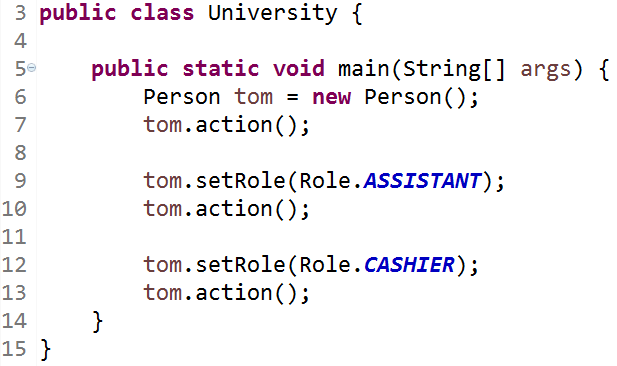 3 public class University {
4
5 public static void main(String[] args) {
6 Person tom = new Person();
7 tom.action();
8
9 tom.setRole(Role.ASSISTANT);
10 tom.action();
11
12 tom.setRole(Role.CASHIER);
13 tom.action();
14 }
15 }